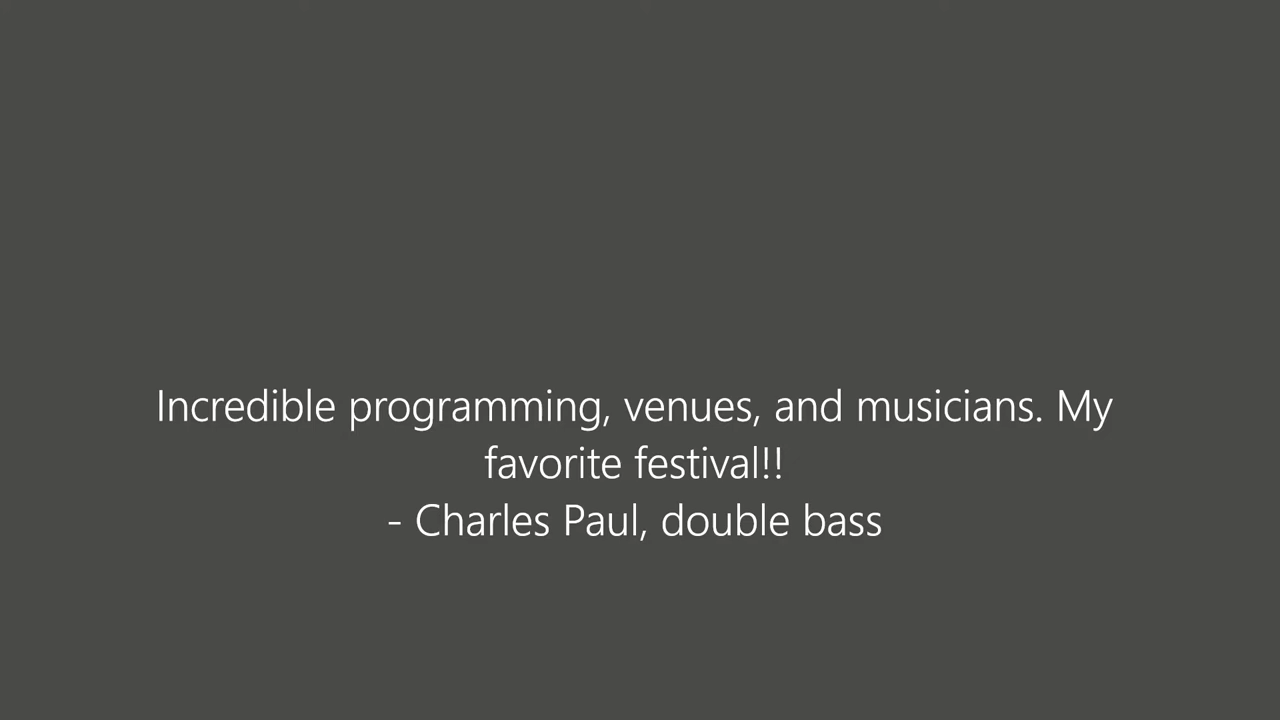 Incredible programming, venues, and musicians. My
favorite festival!!
- Charles Paul, double bass